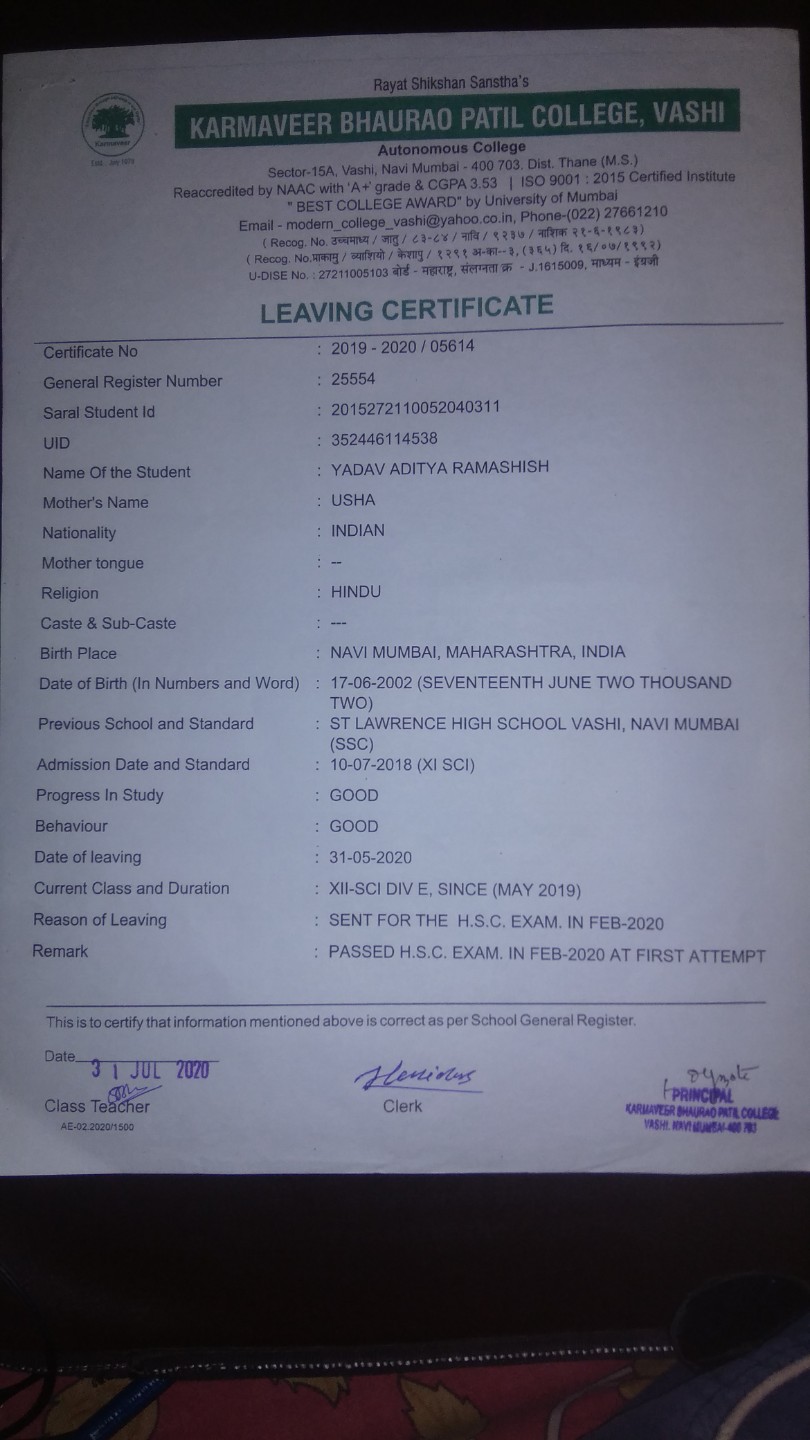 Rayat Shikshan Sanstha's
KARMAVEER BHAURAO PATIL COLLEGE, VASHI
Karmaveer
Autonomous College
Sector-15A, Vashi, Navi Mumbai - 400 703. Dist. Thane (M.S.)
Reaccredited by NAAC with 'A+' grade & CGPA 3.53 | ISO 9001 : 2015 Certified Institute
" BEST COLLEGE AWARD" by University of Mumbai
Email - modern_college_vashi@yahoo.co.in, Phone-(022) 27661210
( Recog. No. उच्चमाध्य / जातु / ८३-८४ / नावि / ९२३७ / नाशिक २१-६-१९८३)
( Recog. No.माकामु / व्याशियो / केशापु / १२९१ अ-का--३, (३६५) दि. १६/०७/१९९२)
U-DISE No. : 27211005103 बोर्ड - महाराष्ट्र, संलग्नता क्र - J.1615009, माध्यम - इंग्रजी
LEAVING CERTIFICATE
Certificate No : 2019 - 2020 / 05614
General Register Number : 25554
Saral Student Id : 2015272110052040311
UID : 352446114538
Name Of the Student : YADAV ADITYA RAMASHISH
Mother's Name : USHA
Nationality : INDIAN
Mother tongue : --
Religion : HINDU
Caste & Sub-Caste : ---
Birth Place : NAVI MUMBAI, MAHARASHTRA, INDIA
Date of Birth (In Numbers and Word) : 17-06-2002 (SEVENTEENTH JUNE TWO THOUSAND
TWO)
Previous School and Standard : ST LAWRENCE HIGH SCHOOL VASHI, NAVI MUMBAI
(SSC)
Admission Date and Standard : 10-07-2018 (XI SCI)
Progress In Study : GOOD
Behaviour : GOOD
Date of leaving : 31-05-2020
Current Class and Duration : XII-SCI DIV E, SINCE (MAY 2019)
Reason of Leaving : SENT FOR THE H.S.C. EXAM. IN FEB-2020
Remark : PASSED H.S.C. EXAM. IN FEB-2020 AT FIRST ATTEMPT
This is to certify that information mentioned above is correct as per School General Register.
Date 31 JUL 2020
Class Teacher
Clerk
PRINCIPAL
KARMAVEER BHAURAO PATIL COLLEGE
VASHI, NAVI MUMBAI-400 703
AE-02.2020/1500